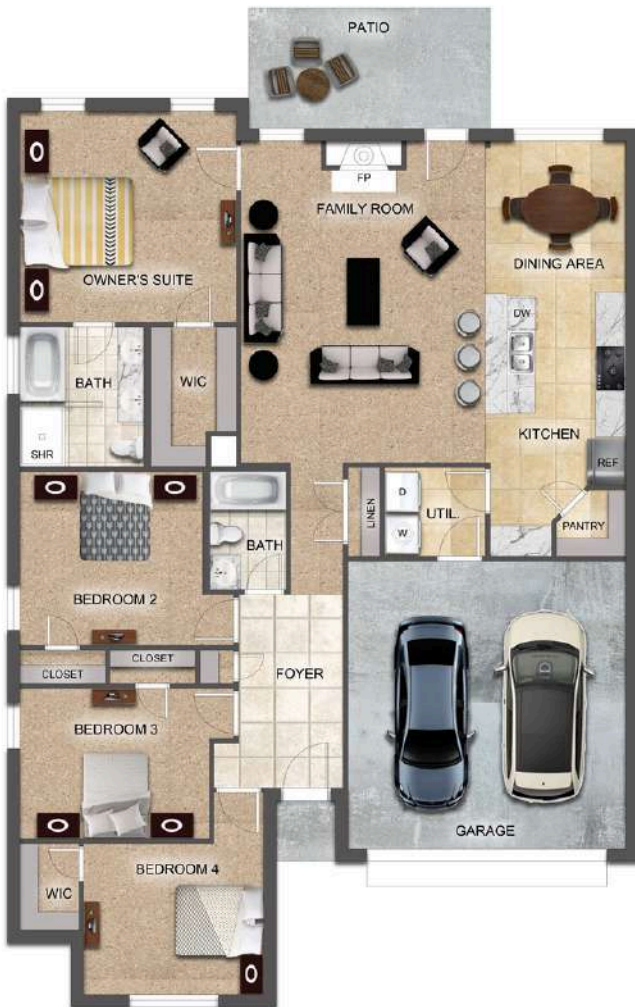 PATIO
FP
FAMILY ROOM
OWNER'S SUITE
DINING AREA
DW
BATH
WIC
SHR
KITCHEN
REF
D
W
UTIL.
LINEN
PANTRY
BATH
BEDROOM 2
CLOSET
CLOSET
FOYER
BEDROOM 3
GARAGE
BEDROOM 4
WIC